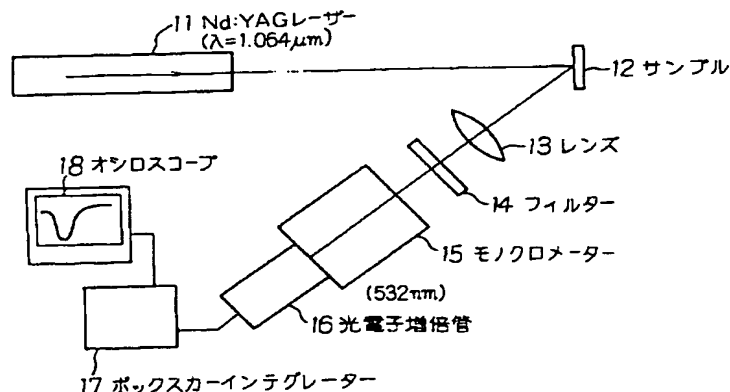 11 Nd:YAGレーザー
(λ=1.064μm)
12 サンプル
13 レンズ
14 フィルター
15 モノクロメーター
(532nm)
16 光電子増倍管
17 ボックスカーインテグレーター
18 オシロスコープ